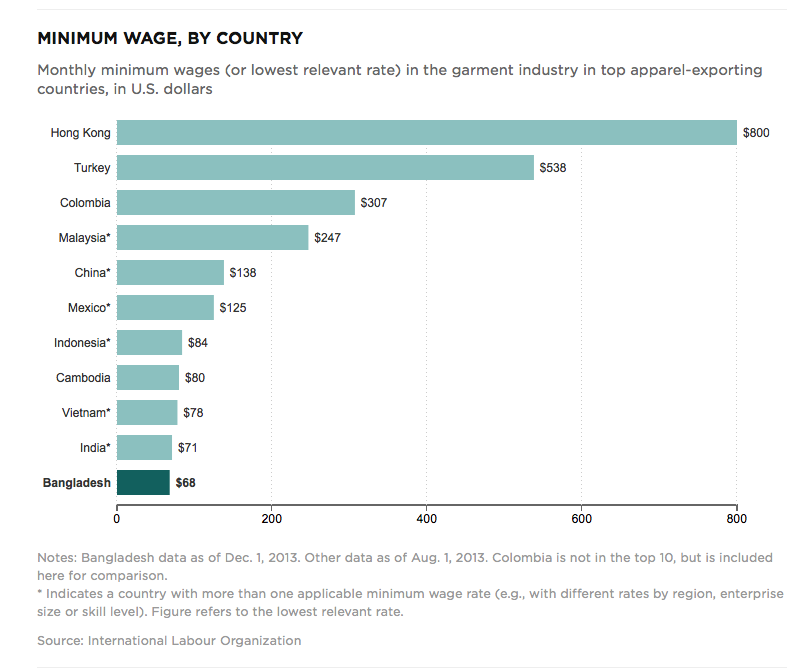 MINIMUM WAGE, BY COUNTRY
Monthly minimum wages (or lowest relevant rate) in the garment industry in top apparel-exporting
countries, in U.S. dollars
Hong Kong $800
Turkey $538
Colombia $307
Malaysia* $247
China* $138
Mexico* $125
Indonesia* $84
Cambodia $80
Vietnam* $78
India* $71
Bangladesh $68
0 200 400 600 800
Notes: Bangladesh data as of Dec. 1, 2013. Other data as of Aug. 1, 2013. Colombia is not in the top 10, but is included
here for comparison.
* Indicates a country with more than one applicable minimum wage rate (e.g., with different rates by region, enterprise
size or skill level). Figure refers to the lowest relevant rate.
Source: International Labour Organization